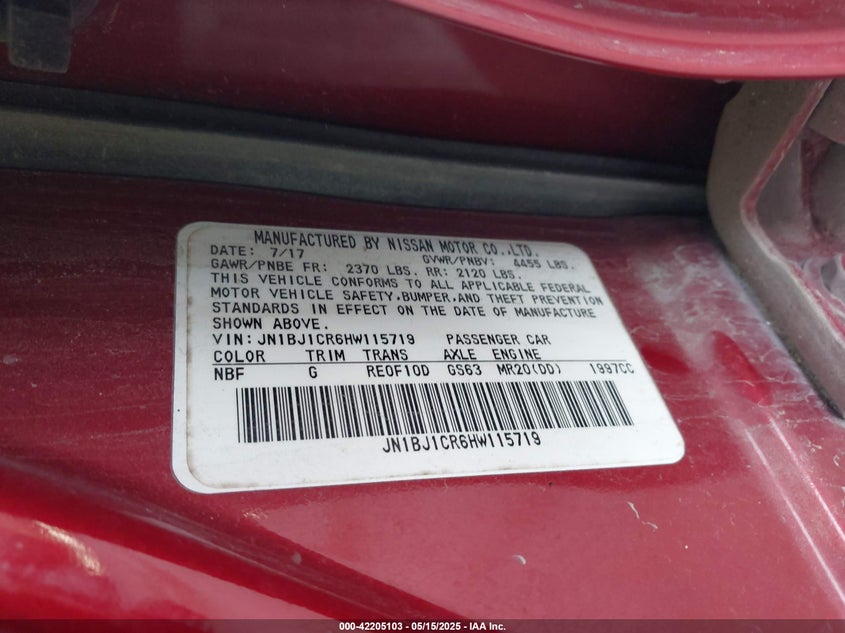 MANUFACTURED BY NISSAN MOTOR CO.,LTD.
DATE: 7/17 GVWR/PNBV: 4455 LBS.
GAWR/PNBE FR: 2370 LBS. RR: 2120 LBS.
THIS VEHICLE CONFORMS TO ALL APPLICABLE FEDERAL
MOTOR VEHICLE SAFETY,BUMPER,AND THEFT PREVENTION
STANDARDS IN EFFECT ON THE DATE OF MANUFACTURE
SHOWN ABOVE.
VIN: JN1BJ1CR6HW115719 PASSENGER CAR
COLOR TRIM TRANS AXLE ENGINE
NBF G RE0F10D GS63 MR20(DD) 1997CC
JN1BJ1CR6HW115719
000-42205103 - 05/15/2025 - IAA Inc.